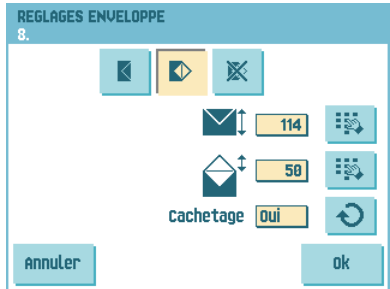 REGLAGES ENVELOPPE
8.
114
50
Cachetage Oui
Annuler Ok